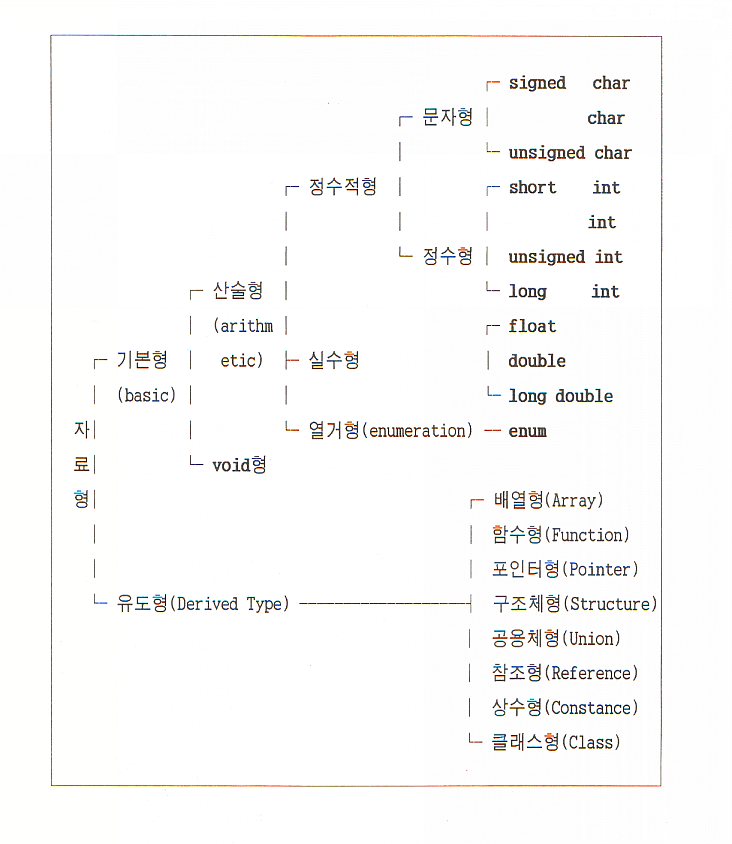 signed char
문자형 char
unsigned char
정수적형 short int
int
정수형 unsigned int
산술형 long int
(arithm float
기본형 etic) 실수형 double
(basic) long double
자 열거형(enumeration) enum
료 void형
형 배열형(Array)
함수형(Function)
포인터형(Pointer)
유도형(Derived Type) 구조체형(Structure)
공용체형(Union)
참조형(Reference)
상수형(Constance)
클래스형(Class)